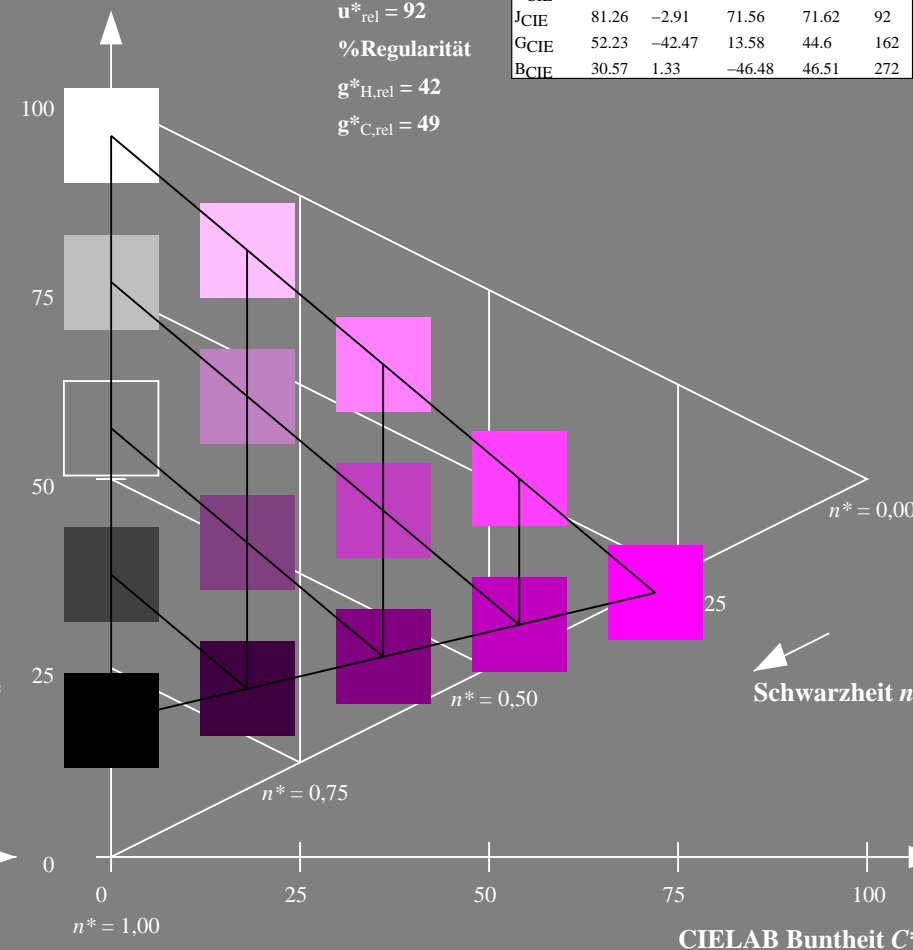 u*rel = 92
%Regularität
g*H,rel = 42
g*C,rel = 49
JCIE 81.26 −2.91 71.56 71.62 92
GCIE 52.23 −42.47 13.58 44.6 162
BCIE 30.57 1.33 −46.48 46.51 272
100
75
50
n* = 0,00
25
25
Schwarzheit n
n* = 0,50
n* = 0,75
0
0 25 50 75 100
n* = 1,00
CIELAB Buntheit C*